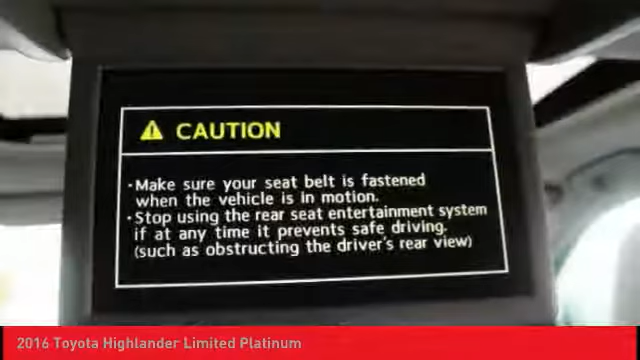 CAUTION
·Make sure your seat belt is fastened
when the vehicle is in motion.
·Stop using the rear seat entertainment system
if at any time it prevents safe driving.
(such as obstructing the driver's rear view)
2016 Toyota Highlander Limited Platinum